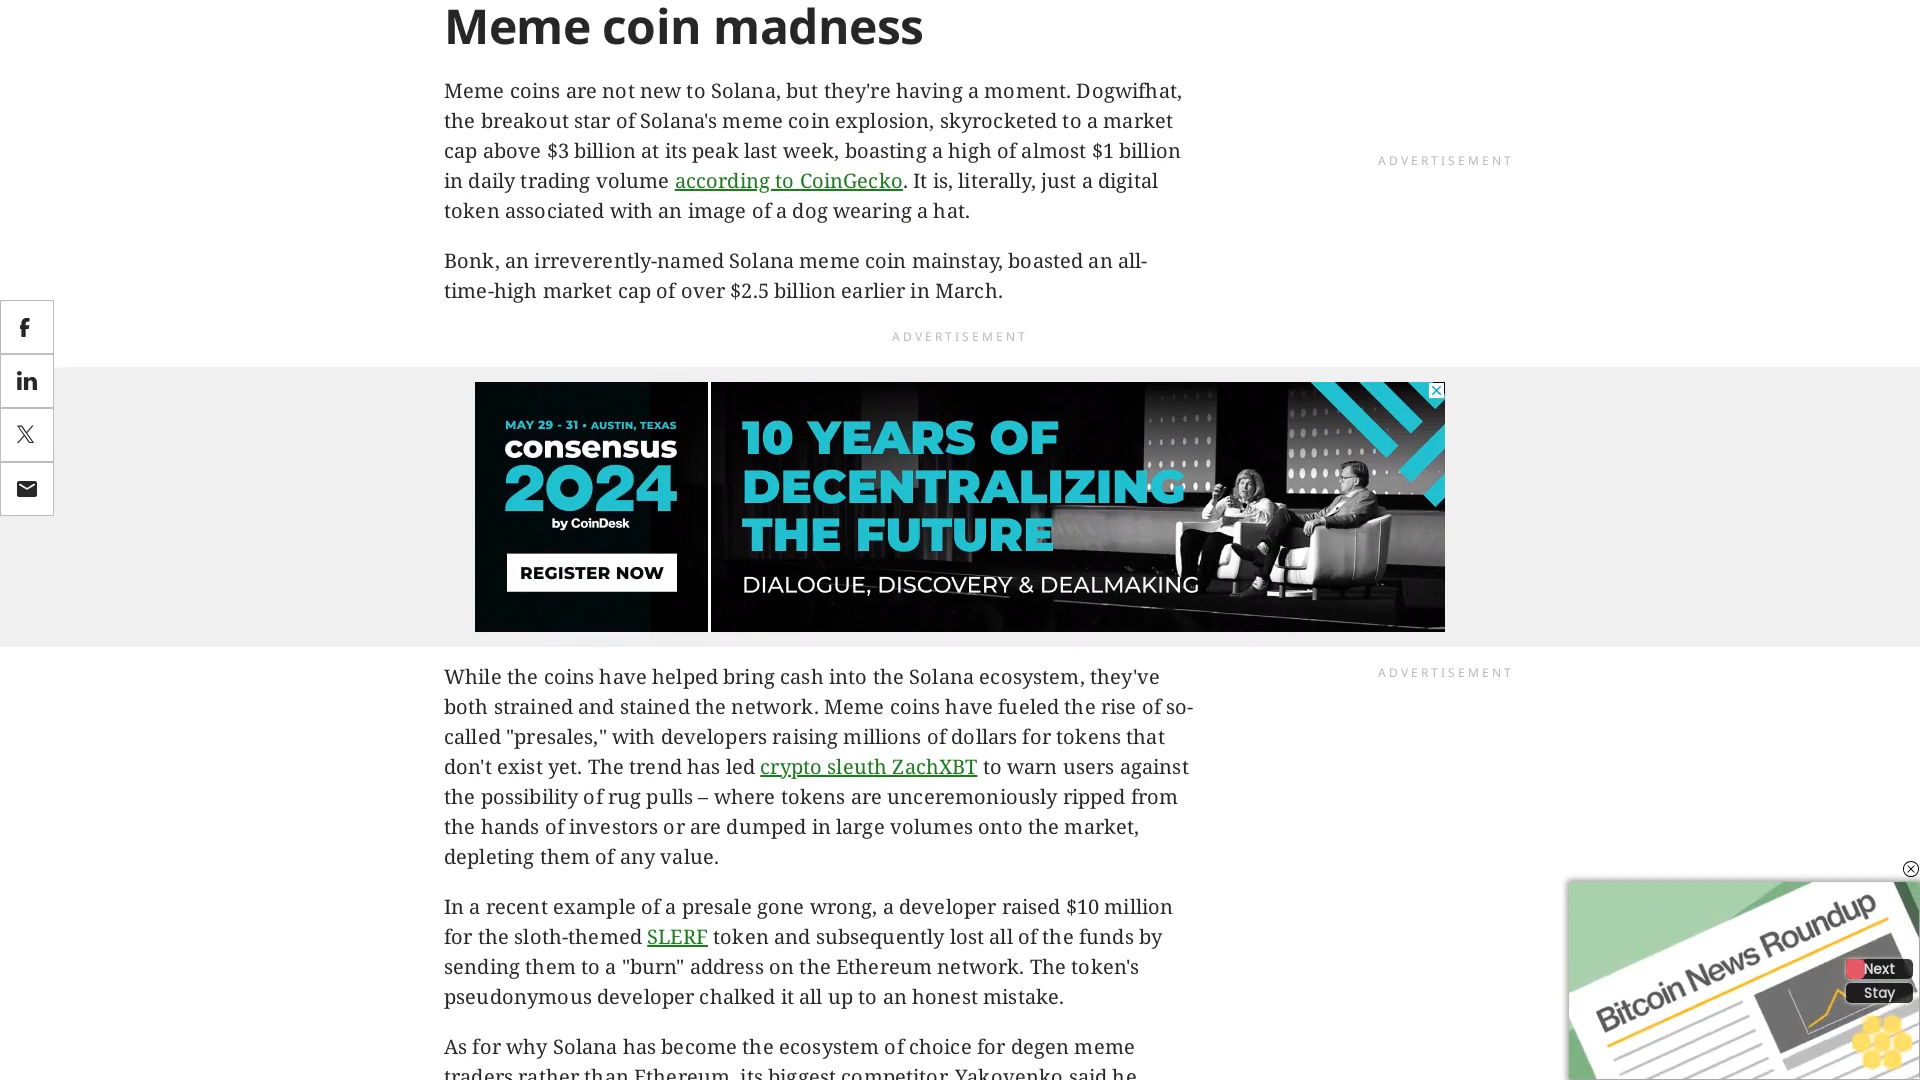 Meme coin madness
Meme coins are not new to Solana, but they're having a moment. Dogwifhat,
the breakout star of Solana's meme coin explosion, skyrocketed to a market
cap above $3 billion at its peak last week, boasting a high of almost $1 billion
in daily trading volume according to CoinGecko. It is, literally, just a digital
token associated with an image of a dog wearing a hat.
ADVERTISEMENT
Bonk, an irreverently-named Solana meme coin mainstay, boasted an all-
time-high market cap of over $2.5 billion earlier in March.
ADVERTISEMENT
MAY 29 - 31 • AUSTIN, TEXAS
consensus
2024
by CoinDesk
REGISTER NOW
10 YEARS OF
DECENTRALIZING
THE FUTURE
DIALOGUE, DISCOVERY & DEALMAKING
While the coins have helped bring cash into the Solana ecosystem, they've
both strained and stained the network. Meme coins have fueled the rise of so-
called "presales," with developers raising millions of dollars for tokens that
don't exist yet. The trend has led crypto sleuth ZachXBT to warn users against
the possibility of rug pulls – where tokens are unceremoniously ripped from
the hands of investors or are dumped in large volumes onto the market,
depleting them of any value.
ADVERTISEMENT
In a recent example of a presale gone wrong, a developer raised $10 million
for the sloth-themed SLERF token and subsequently lost all of the funds by
sending them to a "burn" address on the Ethereum network. The token's
pseudonymous developer chalked it all up to an honest mistake.
As for why Solana has become the ecosystem of choice for degen meme
traders rather than Ethereum, its biggest competitor, Yakovenko said he
Bitcoin News Roundup
Next
Stay